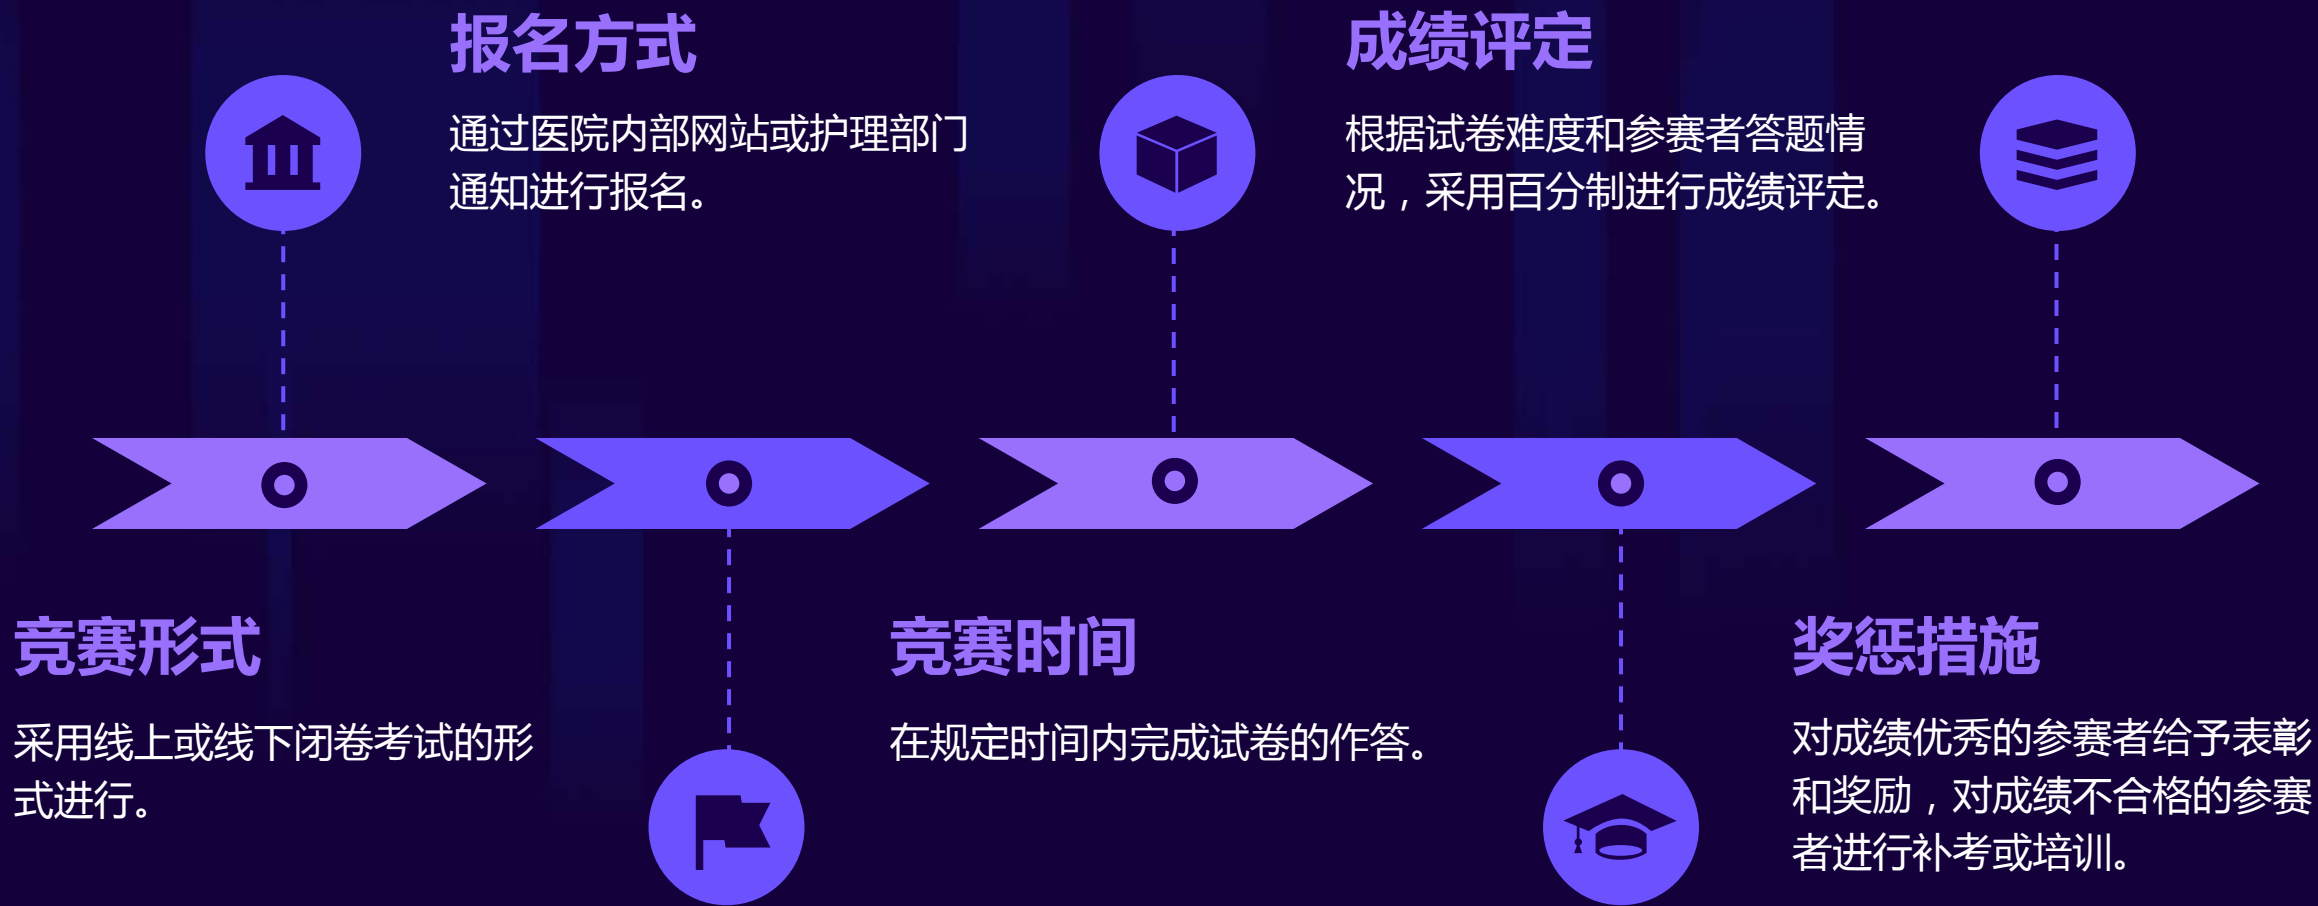 竞赛形式
采用线上或线下闭卷考试的形
式进行。
报名方式
通过医院内部网站或护理部门
通知进行报名。
竞赛时间
在规定时间内完成试卷的作答。
成绩评定
根据试卷难度和参赛者答题情
况，采用百分制进行成绩评定。
奖惩措施
对成绩优秀的参赛者给予表彰
和奖励，对成绩不合格的参赛
者进行补考或培训。